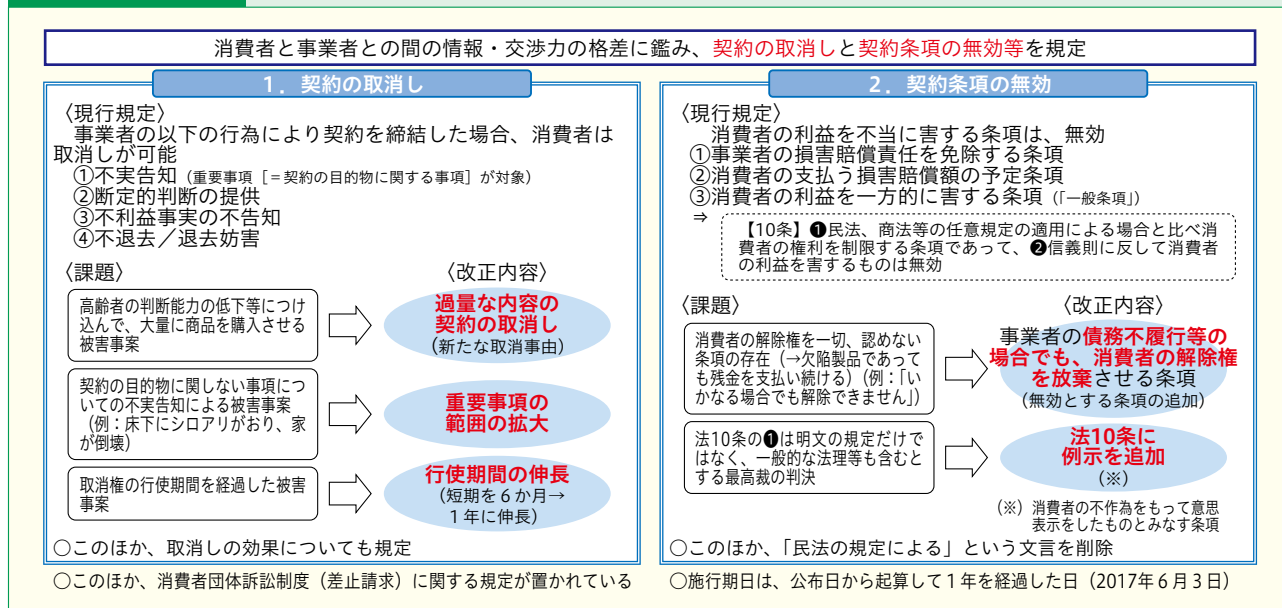 消費者と事業者との間の情報・交渉力の格差に鑑み、契約の取消しと契約条項の無効等を規定
1．契約の取消し
〈現行規定〉
事業者の以下の行為により契約を締結した場合、消費者は
取消しが可能
①不実告知（重要事項［＝契約の目的物に関する事項］が対象）
②断定的判断の提供
③不利益事実の不告知
④不退去／退去妨害
〈課題〉
〈改正内容〉
高齢者の判断能力の低下等につけ
込んで、大量に商品を購入させる
被害事案
過量な内容の
契約の取消し
（新たな取消事由）
契約の目的物に関しない事項につ
いての不実告知による被害事案
（例：床下にシロアリがおり、家
が倒壊）
重要事項の
範囲の拡大
取消権の行使期間を経過した被害
事案
行使期間の伸長
（短期を６か月→
１年に伸長）
○このほか、取消しの効果についても規定
2．契約条項の無効
〈現行規定〉
消費者の利益を不当に害する条項は、無効
①事業者の損害賠償責任を免除する条項
②消費者の支払う損害賠償額の予定条項
③消費者の利益を一方的に害する条項（「一般条項」）
⇒
【10条】❶民法、商法等の任意規定の適用による場合と比べ消
費者の権利を制限する条項であって、❷信義則に反して消費者
の利益を害するものは無効
〈課題〉
〈改正内容〉
消費者の解除権を一切、認めない
条項の存在（→欠陥製品であって
も残金を支払い続ける）（例：「い
かなる場合でも解除できません」）
事業者の債務不履行等の
場合でも、消費者の解除権
を放棄させる条項
（無効とする条項の追加）
法10条の❶は明文の規定だけで
はなく、一般的な法理等も含むと
する最高裁の判決
法10条に
例示を追加
（※）
（※）消費者の不作為をもって意思
表示をしたものとみなす条項
○このほか、「民法の規定による」という文言を削除
○このほか、消費者団体訴訟制度（差止請求）に関する規定が置かれている
○施行期日は、公布日から起算して１年を経過した日（2017年６月３日）